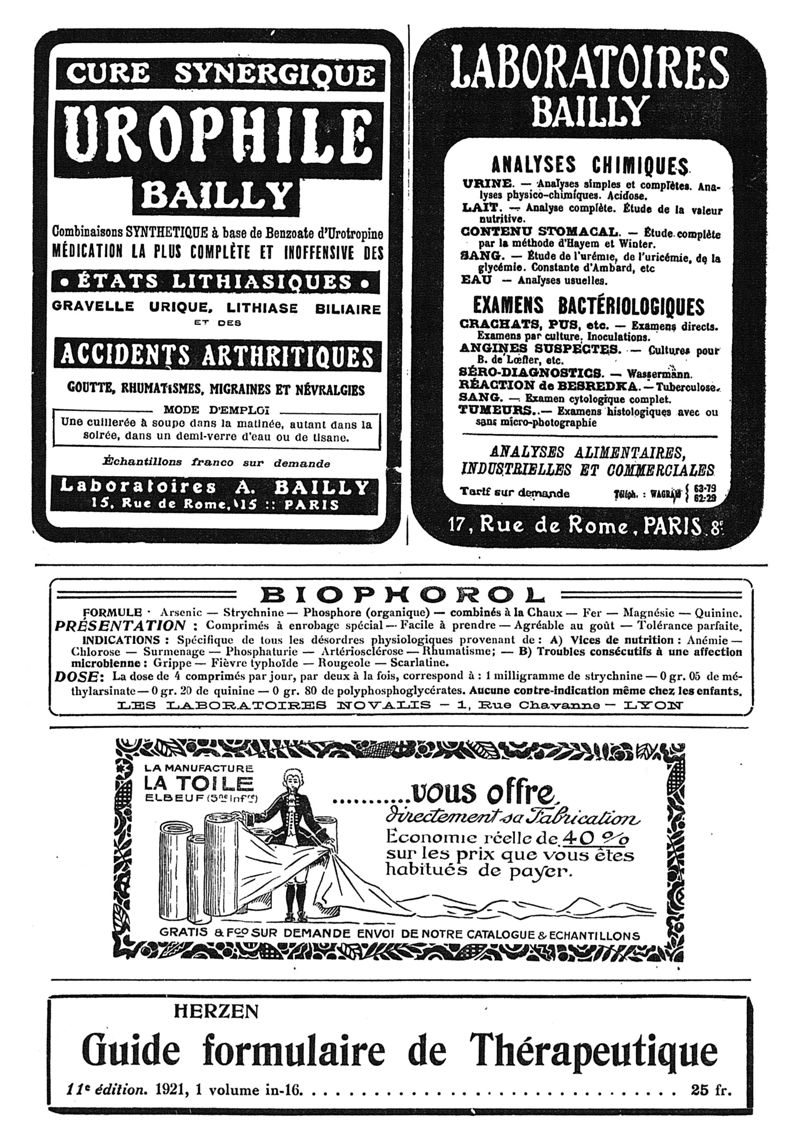 CURE SYNERGIQUE
UROPHILE
BAILLY
Combinaisons SYNTHETIQUE à base de Benzoate d'Urotropine
MÉDICATION LA PLUS COMPLÈTE ET INOFFENSIVE DES
• ÉTATS LITHIASIQUES •
GRAVELLE URIQUE, LITHIASE BILIAIRE
ET DES
ACCIDENTS ARTHRITIQUES
GOUTTE, RHUMATISMES, MIGRAINES ET NÉVRALGIES
MODE D'EMPLOI
Une cuillerée à soupe dans la matinée, autant dans la
soirée, dans un demi-verre d'eau ou de tisane.
Échantillons franco sur demande
Laboratoires A. BAILLY
15, Rue de Rome, 15 :: PARIS
LABORATOIRES
BAILLY
ANALYSES CHIMIQUES
URINE. — Analyses simples et complètes. Ana-
lyses physico-chimiques. Acidose.
LAIT. — Analyse complète. Étude de la valeur
nutritive.
CONTENU STOMACAL. — Étude complète
par la méthode d'Hayem et Winter.
SANG. — Étude de l'urémie, de l'uricémie, de la
glycémie. Constante d'Ambard, etc
EAU — Analyses usuelles.
EXAMENS BACTÉRIOLOGIQUES
CRACHATS, PUS, etc. — Examens directs.
Examens par culture. Inoculations.
ANGINES SUSPECTES. — Cultures pour
B. de Lœfler, etc.
SÉRO-DIAGNOSTICS. — Wassermann.
RÉACTION de BESREDKA. — Tuberculose.
SANG. — Examen cytologique complet.
TUMEURS. — Examens histologiques avec ou
sans micro-photographie
ANALYSES ALIMENTAIRES,
INDUSTRIELLES ET COMMERCIALES
Tarif sur demande Téléph. : WAGRAM { 63-79
62-29
17, Rue de Rome, PARIS 8e
BIOPHOROL
FORMULE · Arsenic — Strychnine — Phosphore (organique) — combinés à la Chaux — Fer — Magnésie — Quinine.
PRÉSENTATION : Comprimés à enrobage spécial — Facile à prendre — Agréable au goût — Tolérance parfaite.
INDICATIONS : Spécifique de tous les désordres physiologiques provenant de : A) Vices de nutrition : Anémie —
Chlorose — Surmenage — Phosphaturie — Artériosclérose — Rhumatisme; — B) Troubles consécutifs à une affection
microbienne : Grippe — Fièvre typhoïde — Rougeole — Scarlatine.
DOSE: La dose de 4 comprimés par jour, par deux à la fois, correspond à : 1 milligramme de strychnine — 0 gr. 05 de mé-
thylarsinate — 0 gr. 20 de quinine — 0 gr. 80 de polyphosphoglycérates. Aucune contre-indication même chez les enfants.
LES LABORATOIRES NOVALIS — 1, Rue Chavanne — LYON
LA MANUFACTURE
LA TOILE
ELBEUF (Sne Infre)
..........vous offre
directement sa Fabrication
Economie réelle de 40 %
sur les prix que vous êtes
habitués de payer.
GRATIS & Fco SUR DEMANDE ENVOI DE NOTRE CATALOGUE & ECHANTILLONS
HERZEN
Guide formulaire de Thérapeutique
11e édition. 1921, 1 volume in-16. . . . . . . . . . . . . . . . . . . . . . . . . . . . 25 fr.